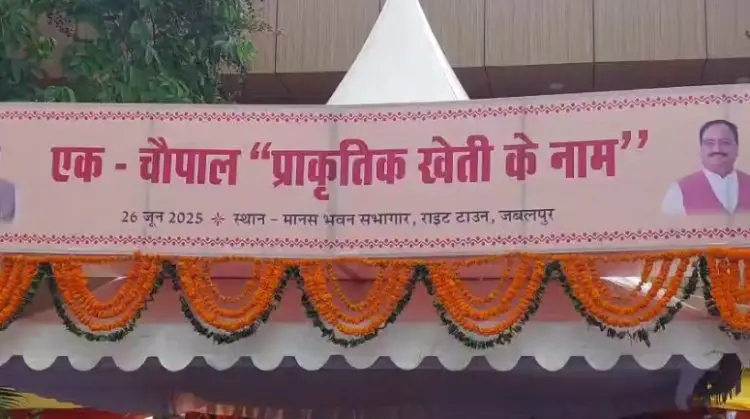 एक - चौपाल “प्राकृतिक खेती के नाम”
26 जून 2025 ✧ स्थान - मानस भवन सभागार, राइट टाउन, जबलपुर